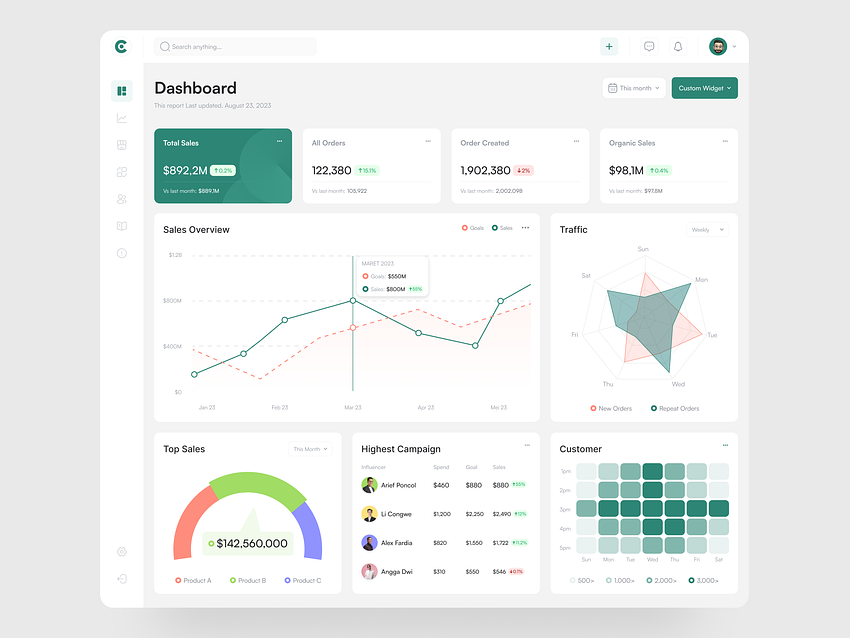 Search anything...
Dashboard
This report Last updated. August 23, 2023
This month
Custom Widget
Total Sales
$892,2M
0.2%
Vs last month: $889,1M
All Orders
122,380
15.1%
Vs last month: 105,922
Order Created
1,902,380
2%
Vs last month: 2.002.098
Organic Sales
$98,1M
0.4%
Vs last month: $97,8M
Sales Overview
Goals
Sales
$1.2B
$800M
$400M
$0
MARET 2023
Goals: $550M
Sales: $800M
Jan 23
Feb 23
Mar 23
Apr 23
Mei 23
Traffic
Weekly
Sun
Mon
Tue
Wed
Thu
Fri
Sat
New Orders
Repeat Orders
Top Sales
This Month
$142,560,000
Product A
Product B
Product C
Highest Campaign
Influencer Spend Goal Sales
Arief Poncol $460 $880 $880
Li Congwe $1,200 $2,250 $2,490 12%
Alex Fardia $820 $1,550 $1,722 11.2%
Angga Dwi $310 $550 $546 0.1%
Customer
1pm
2pm
3pm
4pm
5pm
Sun Mon Tue Wed Thu Fri Sat
500>
1,000>
2,000>
3,000>